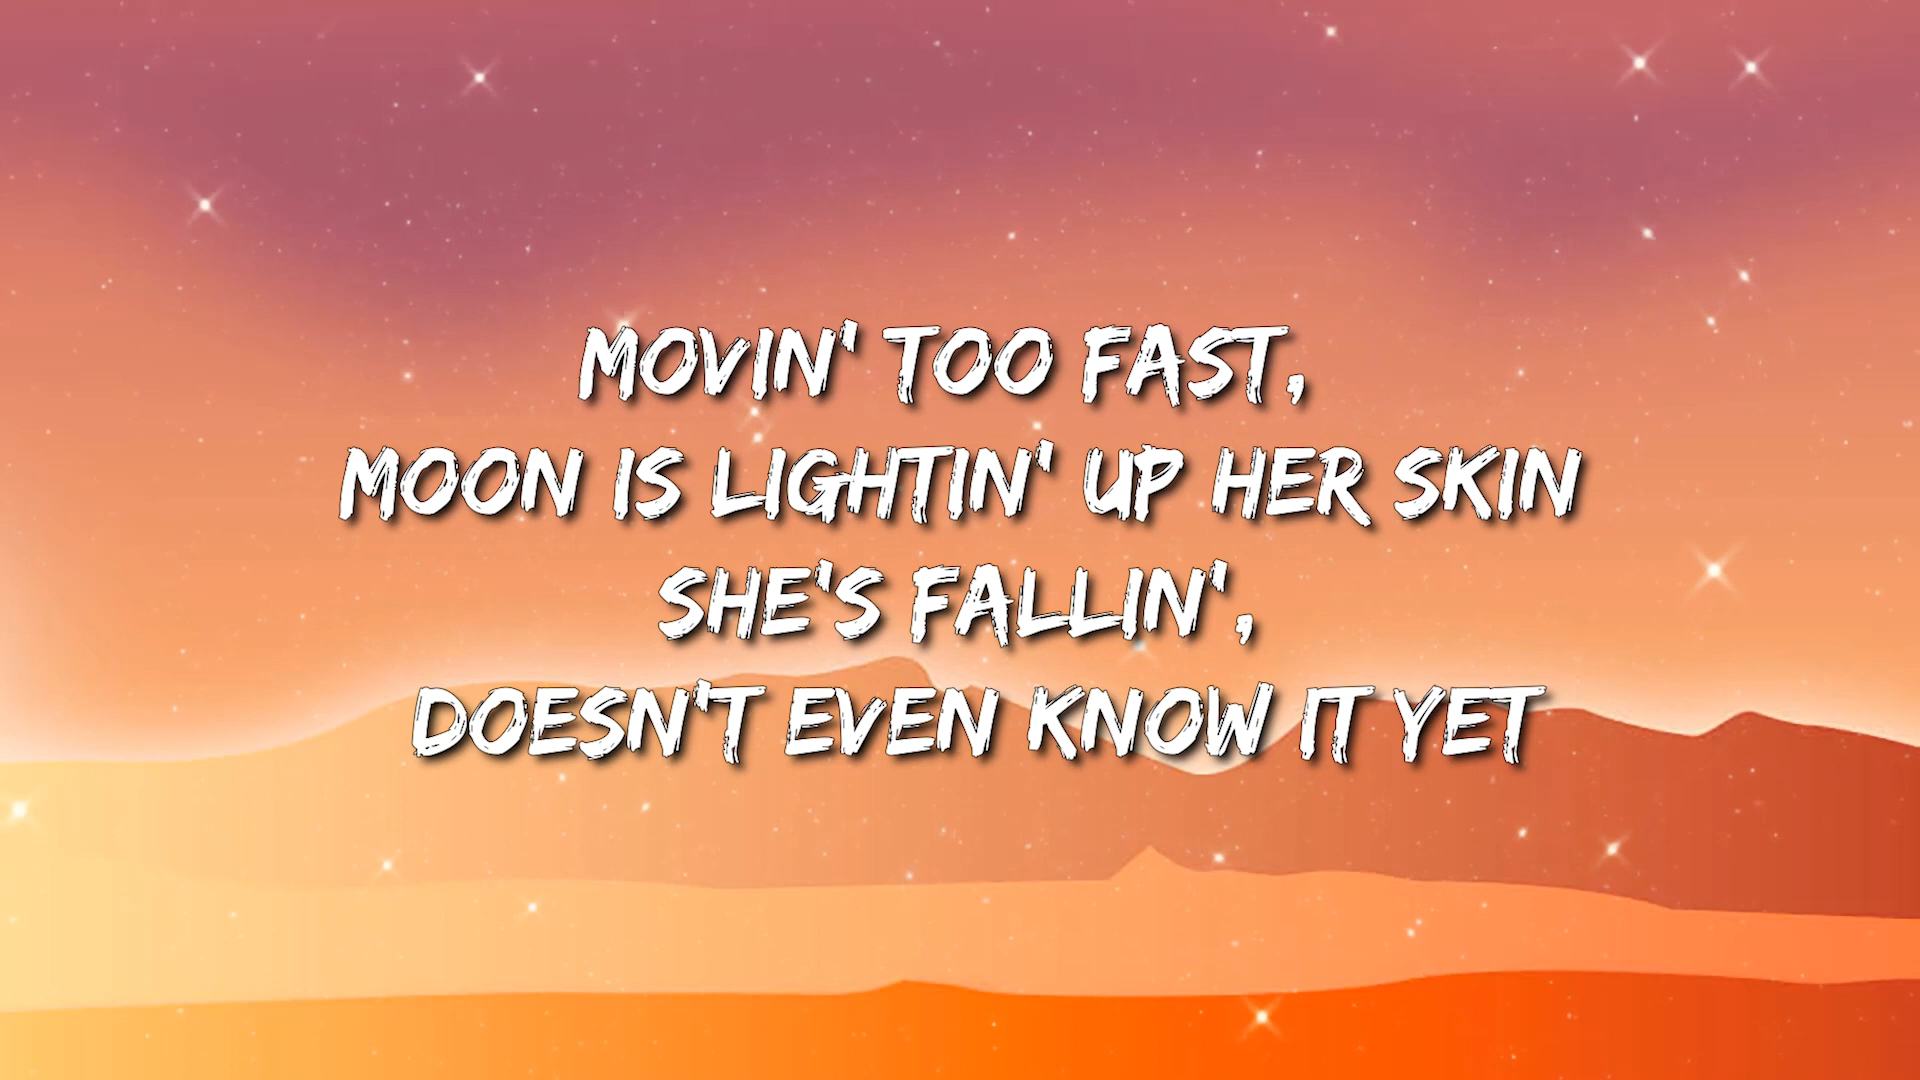 MOVIN' TOO FAST,
MOON IS LIGHTIN' UP HER SKIN
SHE'S FALLIN',
DOESN'T EVEN KNOW IT YET